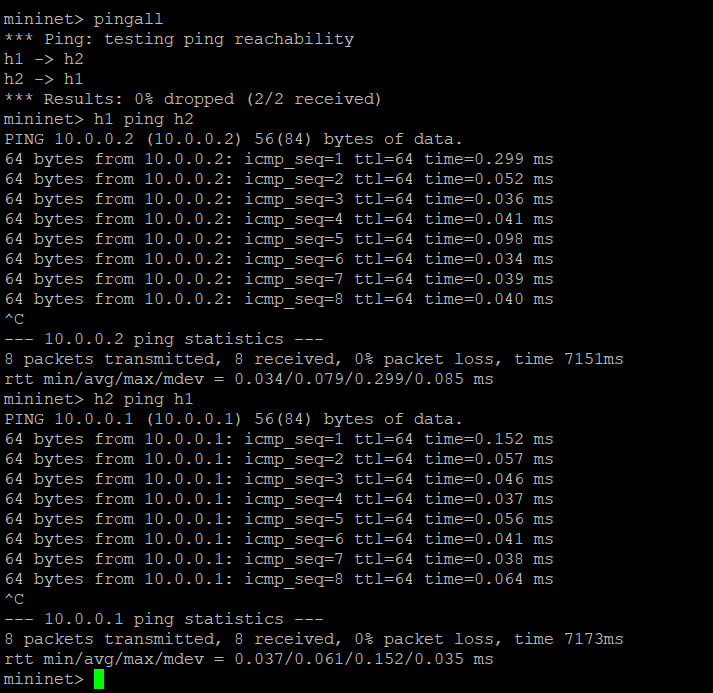 mininet> pingall
*** Ping: testing ping reachability
h1 -> h2
h2 -> h1
*** Results: 0% dropped (2/2 received)
mininet> h1 ping h2
PING 10.0.0.2 (10.0.0.2) 56(84) bytes of data.
64 bytes from 10.0.0.2: icmp_seq=1 ttl=64 time=0.299 ms
64 bytes from 10.0.0.2: icmp_seq=2 ttl=64 time=0.052 ms
64 bytes from 10.0.0.2: icmp_seq=3 ttl=64 time=0.036 ms
64 bytes from 10.0.0.2: icmp_seq=4 ttl=64 time=0.041 ms
64 bytes from 10.0.0.2: icmp_seq=5 ttl=64 time=0.098 ms
64 bytes from 10.0.0.2: icmp_seq=6 ttl=64 time=0.034 ms
64 bytes from 10.0.0.2: icmp_seq=7 ttl=64 time=0.039 ms
64 bytes from 10.0.0.2: icmp_seq=8 ttl=64 time=0.040 ms
^C
--- 10.0.0.2 ping statistics ---
8 packets transmitted, 8 received, 0% packet loss, time 7151ms
rtt min/avg/max/mdev = 0.034/0.079/0.299/0.085 ms
mininet> h2 ping h1
PING 10.0.0.1 (10.0.0.1) 56(84) bytes of data.
64 bytes from 10.0.0.1: icmp_seq=1 ttl=64 time=0.152 ms
64 bytes from 10.0.0.1: icmp_seq=2 ttl=64 time=0.057 ms
64 bytes from 10.0.0.1: icmp_seq=3 ttl=64 time=0.046 ms
64 bytes from 10.0.0.1: icmp_seq=4 ttl=64 time=0.037 ms
64 bytes from 10.0.0.1: icmp_seq=5 ttl=64 time=0.056 ms
64 bytes from 10.0.0.1: icmp_seq=6 ttl=64 time=0.041 ms
64 bytes from 10.0.0.1: icmp_seq=7 ttl=64 time=0.038 ms
64 bytes from 10.0.0.1: icmp_seq=8 ttl=64 time=0.064 ms
^C
--- 10.0.0.1 ping statistics ---
8 packets transmitted, 8 received, 0% packet loss, time 7173ms
rtt min/avg/max/mdev = 0.037/0.061/0.152/0.035 ms
mininet>